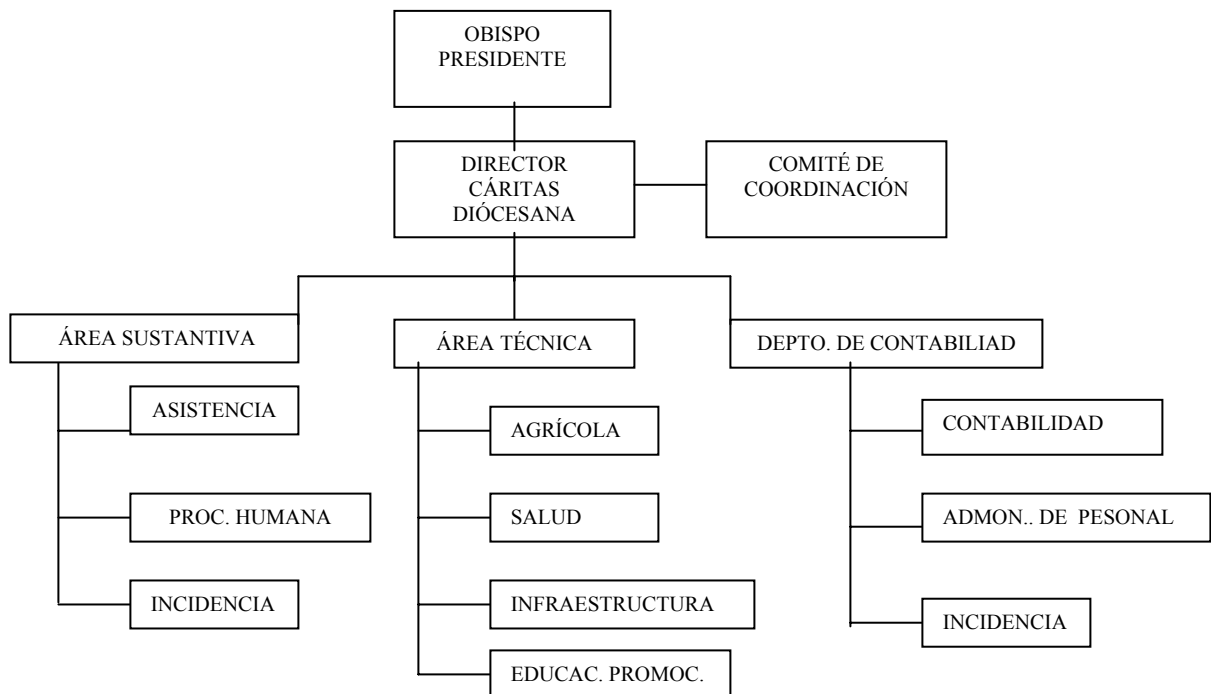 OBISPO
PRESIDENTE
DIRECTOR
CÁRITAS
DIÓCESANA
COMITÉ DE
COORDINACIÓN
ÁREA SUSTANTIVA
ÁREA TÉCNICA
DEPTO. DE CONTABILIAD
ASISTENCIA
PROC. HUMANA
INCIDENCIA
AGRÍCOLA
SALUD
INFRAESTRUCTURA
EDUCAC. PROMOC.
CONTABILIDAD
ADMON.. DE PESONAL
INCIDENCIA